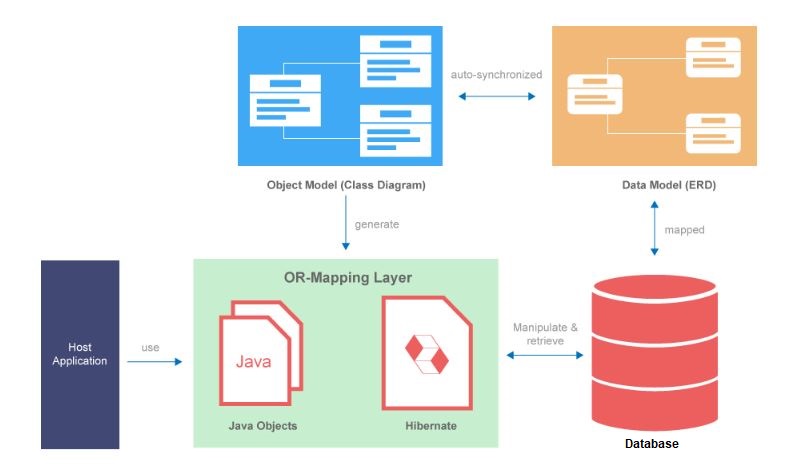 auto-synchronized
Object Model (Class Diagram)
Data Model (ERD)
generate
mapped
OR-Mapping Layer
Host
Application
use
Java
Java Objects
Hibernate
Manipulate &
retrieve
Database